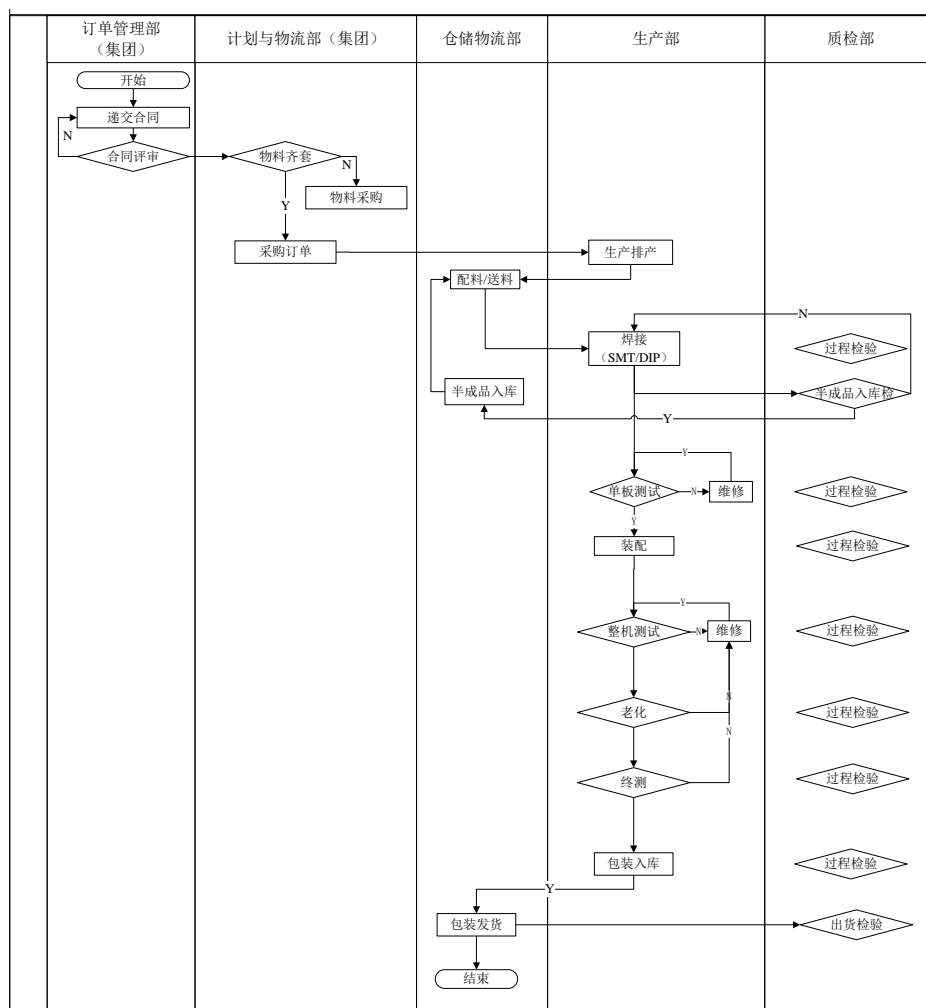 订单管理部
（集团）
计划与物流部（集团）
仓储物流部
生产部
质检部
开始
递交合同
N
合同评审
物料齐套
N
物料采购
Y
采购订单
生产排产
配料/送料
N
焊接
（SMT/DIP）
过程检验
半成品入库
半成品入库检
Y
Y
单板测试
N
维修
过程检验
Y
装配
过程检验
Y
整机测试
N
维修
过程检验
N
老化
过程检验
N
终测
过程检验
包装入库
过程检验
Y
包装发货
出货检验
结束